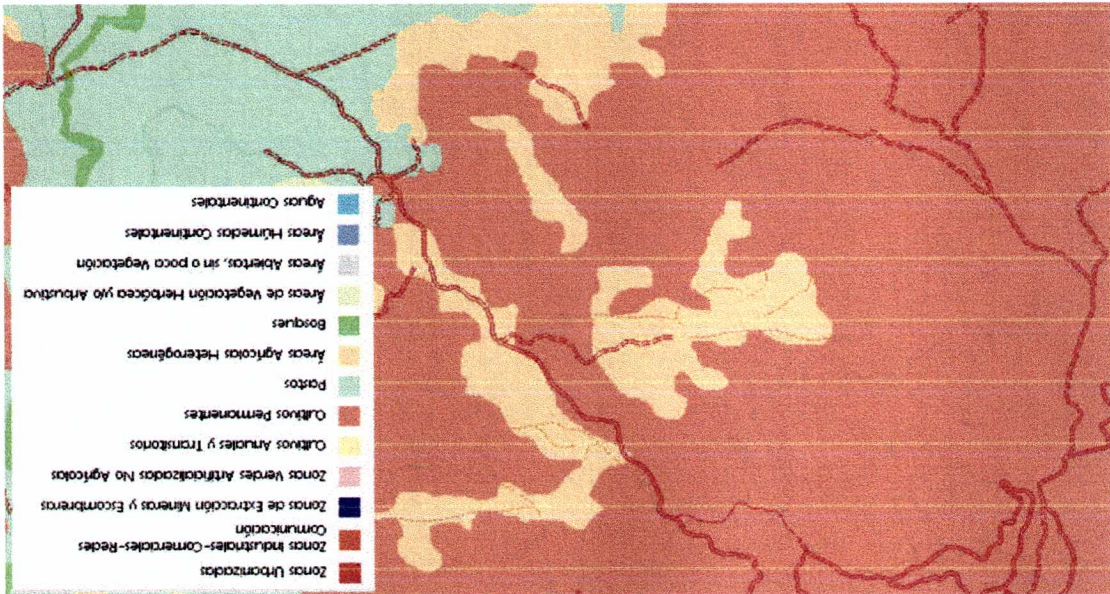 Zonas Urbanizadas
Zonas Industriales-Comerciales-Redes
Comunicación
Zonas de Extracción Mineras y Escombreras
Zonas Verdes Artificializadas No Agrícolas
Cultivos Anuales y Transitorios
Cultivos Permanentes
Pastos
Áreas Agrícolas Heterogéneas
Bosques
Áreas de Vegetación Herbácea y/o Arbustiva
Áreas Abiertas, sin o poca Vegetación
Áreas Húmedas Continentales
Aguas Continentales